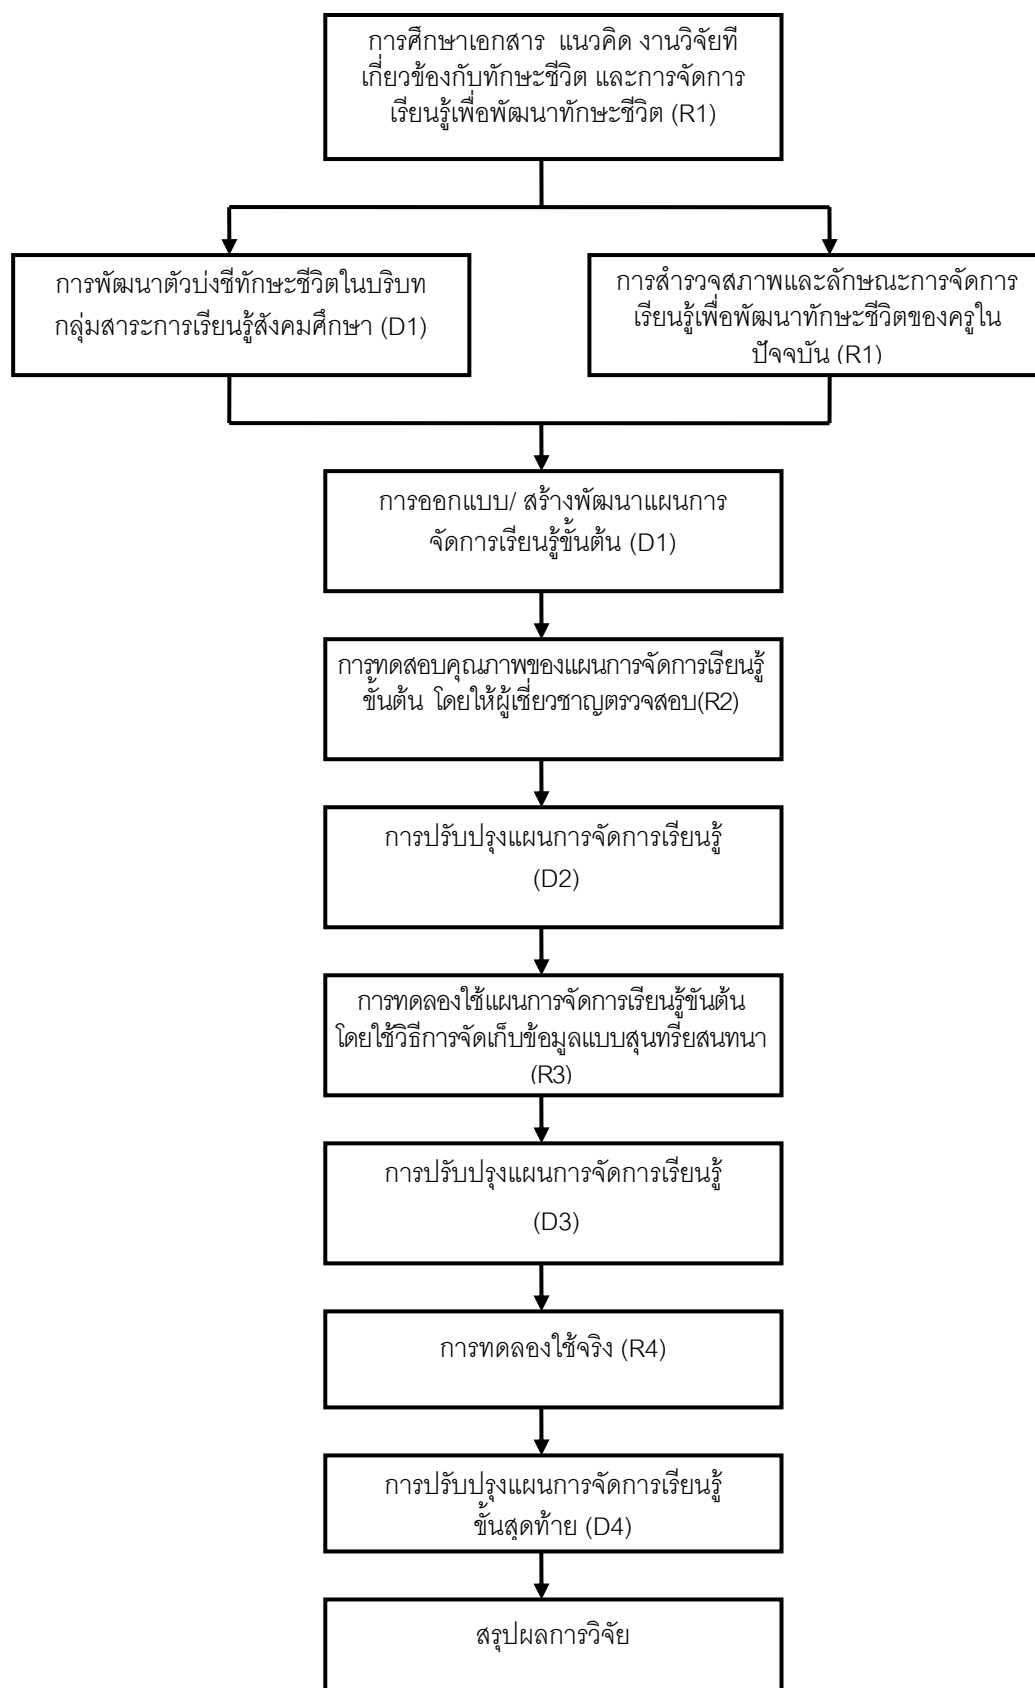 การศึกษาเอกสาร แนวคิด งานวิจัยที
เกี่ยวข้องกับทักษะชีวิต และการจัดการ
เรียนรู้เพื่อพัฒนาทักษะชีวิต (R1)
การพัฒนาตัวบ่งชีทักษะชีวิตในบริบท
กลุ่มสาระการเรียนรู้สังคมศึกษา (D1)
การสำรวจสภาพและลักษณะการจัดการ
เรียนรู้เพื่อพัฒนาทักษะชีวิตของครูใน
ปัจจบัน (R1)
การออกแบบ/ สร้างพัฒนาแผนการ
จัดการเรียนรู้ขั้นต้น (D1)
การทดสอบคุณภาพของแผนการจัดการเรียนรู้
ขั้นต้น โดยให้ผู้เชี่ยวชาญตรวจสอบ(R2)
การปรับปรุงแผนการจัดการเรียนรู้
(D2)
การทดลองใช้แผนการจัดการเรียนรู้ขันต้น
โดยใช้วิธีการจัดเก็บข้อมูลแบบสุนทรียสนทนา
(R3)
การปรับปรุงแผนการจัดการเรียนรู้
(D3)
การทดลองใช้จริง (R4)
การปรับปรุงแผนการจัดการเรียนรู้
ขั้นสุดท้าย (D4)
สรุปผลการวิจัย